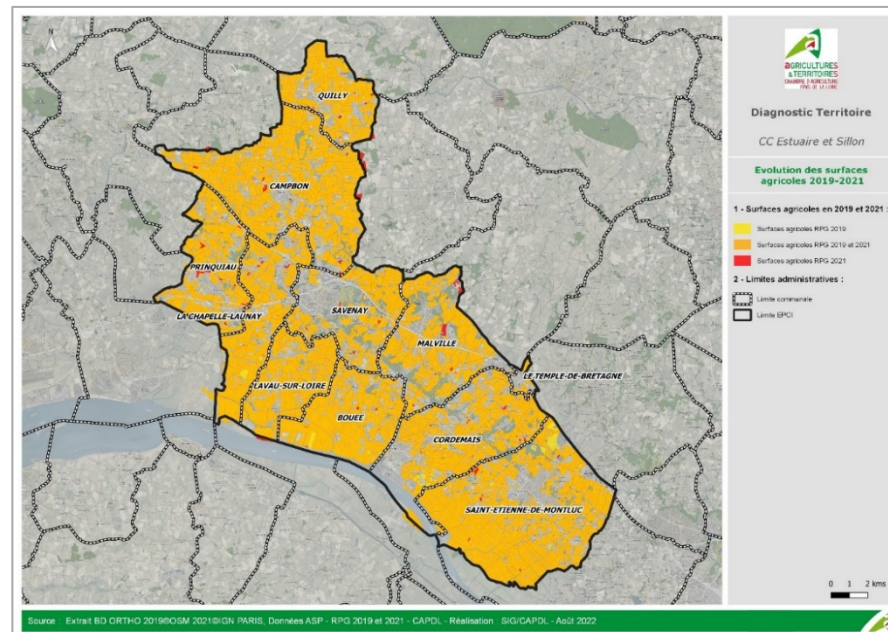 N
QUILLY
CAMPBON
PRINQUIAU
LA CHAPELLE-LAUNAY
SAVENAY
MALVILLE
LE TEMPLE-DE-BRETAGNE
LAVAU-SUR-LOIRE
BOUEE
CORDEMAIS
SAINT-ETIENNE-DE-MONTLUC
AGRICULTURES
& TERRITOIRES
CHAMBRE D'AGRICULTURE
PAYS DE LA LOIRE
Diagnostic Territoire
CC Estuaire et Sillon
Evolution des surfaces
agricoles 2019-2021
1 - Surfaces agricoles en 2019 et 2021 :
Surfaces agricoles RPG 2019
Surfaces agricoles RPG 2019 et 2021
Surfaces agricoles RPG 2021
2 - Limites administratives :
Limite communale
Limite EPCI
0 1 2 kms
Source : Extrait BD ORTHO 2019©OSM 2021©IGN PARIS, Données ASP - RPG 2019 et 2021 - CAPDL - Réalisation : SIG/CAPDL - Août 2022